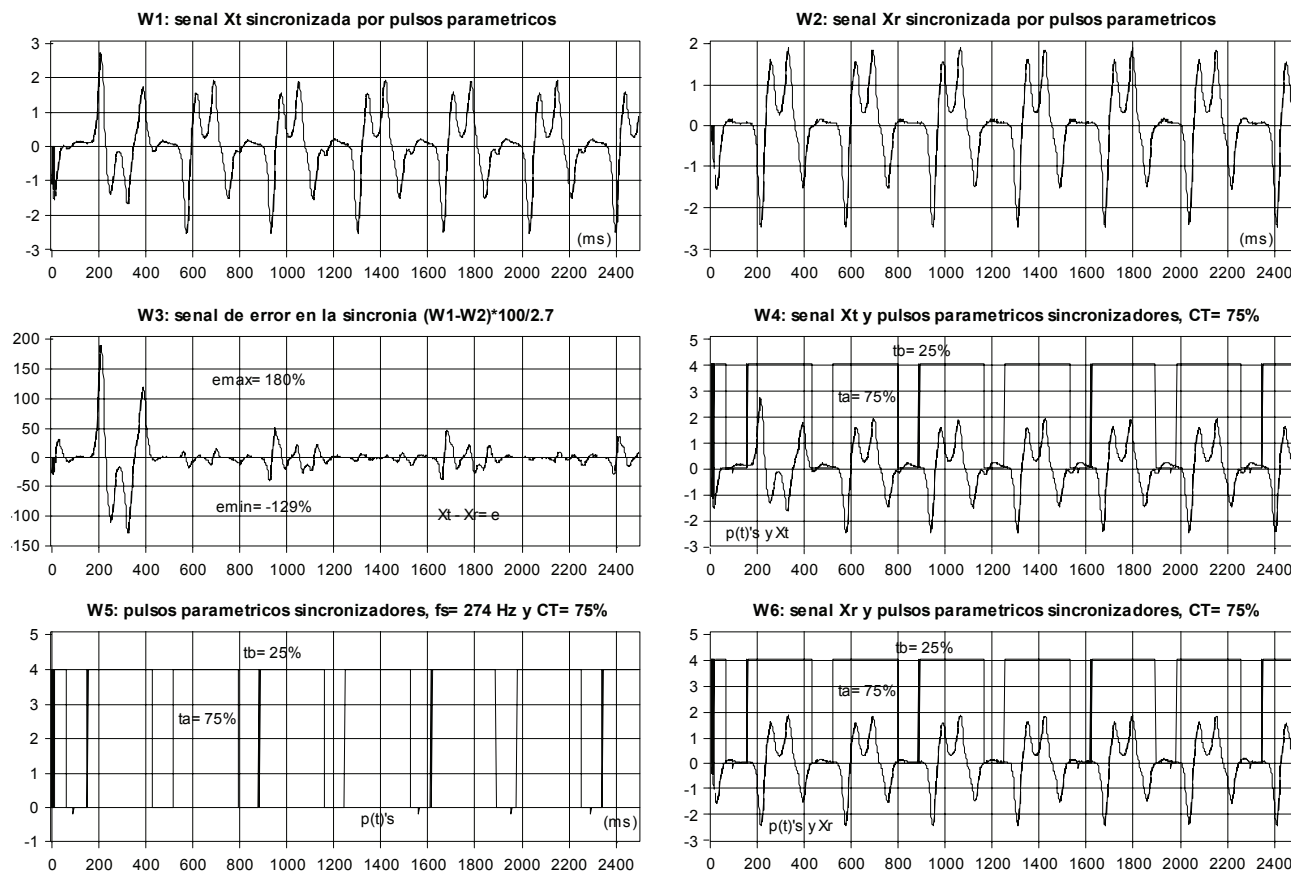 W1: senal Xt sincronizada por pulsos parametricos
3
2
1
0
-1
-2
-3
(ms)
0 200 400 600 800 1000 1200 1400 1600 1800 2000 2200 2400
W2: senal Xr sincronizada por pulsos parametricos
2
1
0
-1
-2
-3
(ms)
0 200 400 600 800 1000 1200 1400 1600 1800 2000 2200 2400
W3: senal de error en la sincronia (W1-W2)*100/2.7
200
150
100
50
0
-50
-100
-150
emax= 180%
emin= -129%
Xt - Xr= e
0 200 400 600 800 1000 1200 1400 1600 1800 2000 2200 2400
W4: senal Xt y pulsos parametricos sincronizadores, CT= 75%
5
4
3
2
1
0
-1
-2
-3
tb= 25%
ta= 75%
p(t)'s y Xt
0 200 400 600 800 1000 1200 1400 1600 1800 2000 2200 2400
W5: pulsos parametricos sincronizadores, fs= 274 Hz y CT= 75%
5
4
3
2
1
0
-1
tb= 25%
ta= 75%
p(t)'s
(ms)
0 200 400 600 800 1000 1200 1400 1600 1800 2000 2200 2400
W6: senal Xr y pulsos parametricos sincronizadores, CT= 75%
5
4
3
2
1
0
-1
-2
-3
tb= 25%
ta= 75%
p(t)'s y Xr
0 200 400 600 800 1000 1200 1400 1600 1800 2000 2200 2400